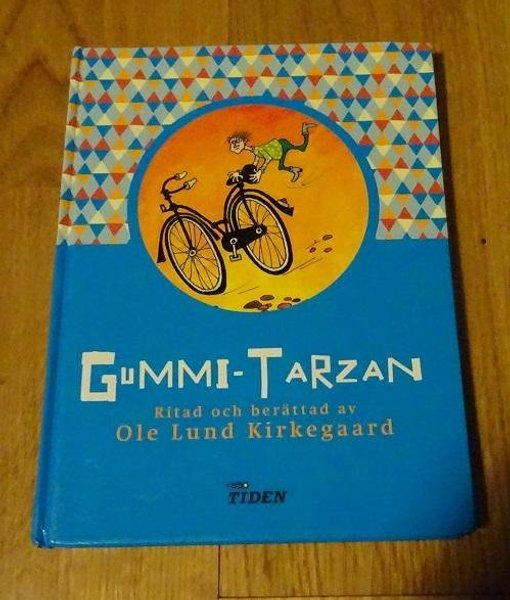 GUMMI-TARZAN
Ritad och berättad av
Ole Lund Kirkegaard
TIDEN